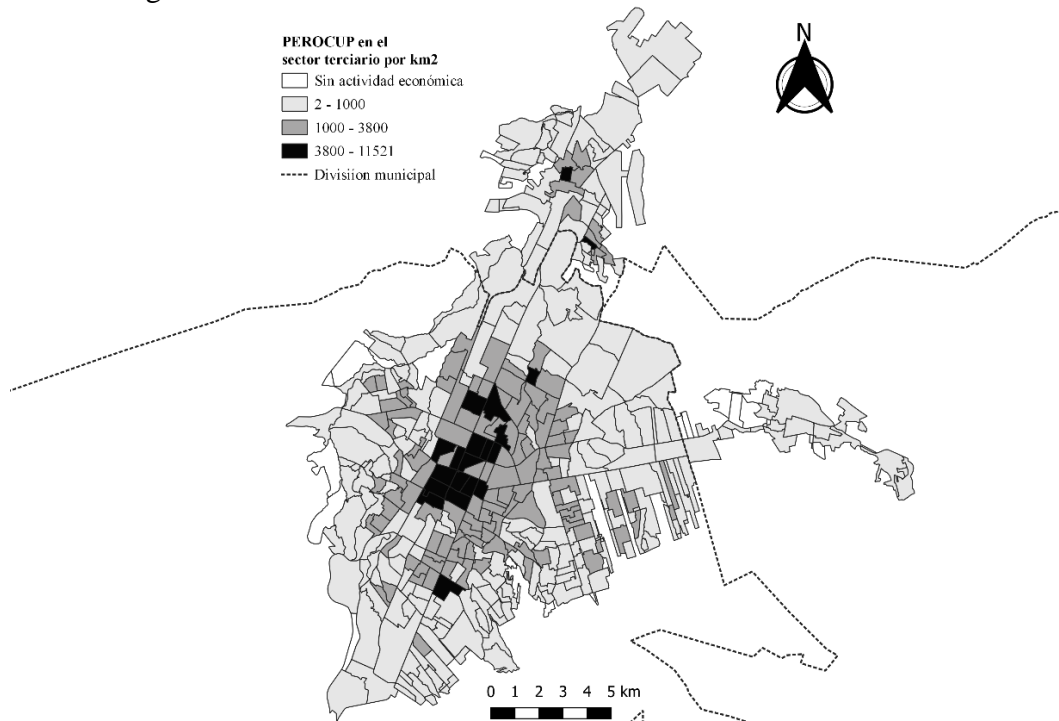 PEROCUP en el
sector terciario por km2
Sin actividad económica
2 - 1000
1000 - 3800
3800 - 11521
Divisiion municipal
N
0 1 2 3 4 5 km